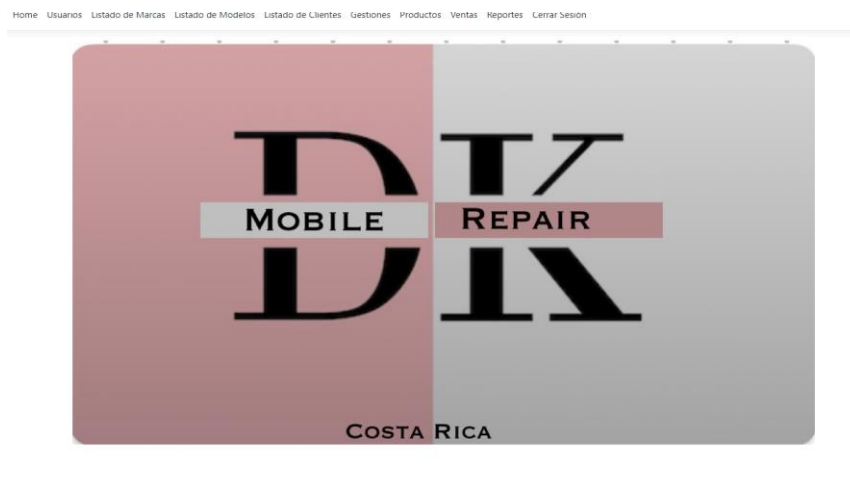 Home Usuarios Listado de Marcas Listado de Modelos Listado de Clientes Gestiones Productos Ventas Reportes Cerrar Sesión
DK
MOBILE REPAIR
COSTA RICA